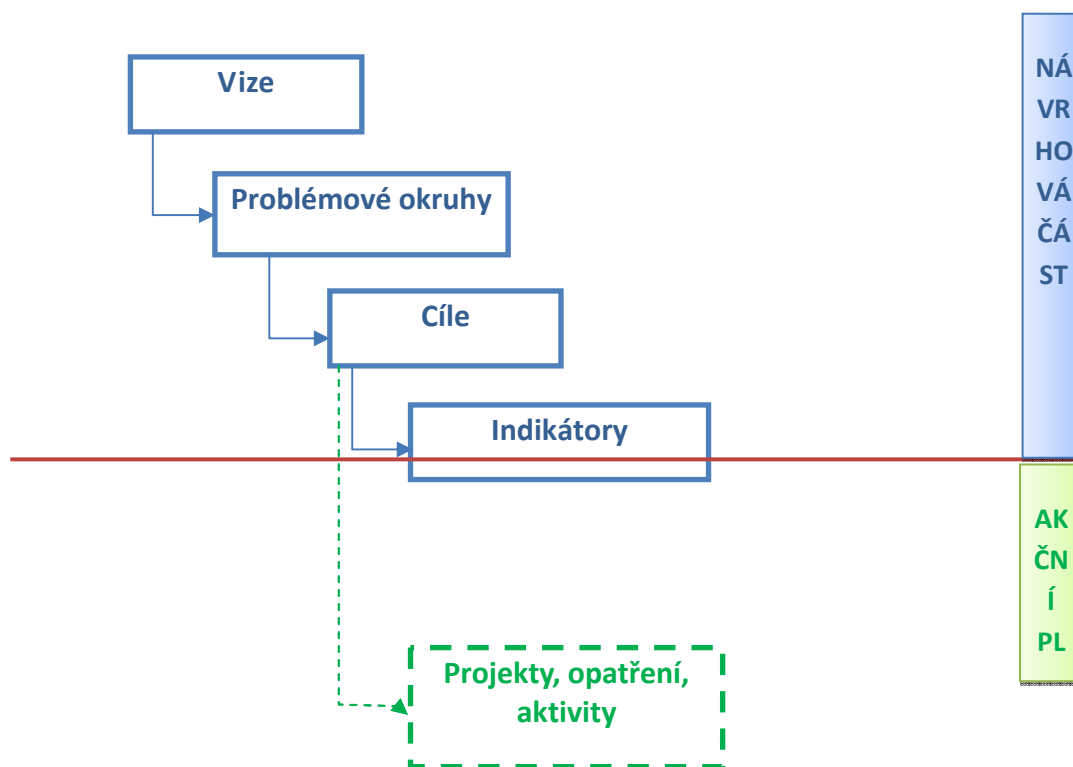 Vize
Problémové okruhy
Cíle
Indikátory
Projekty, opatření,
aktivity
NÁ
VR
HO
VÁ
ČÁ
ST
AK
ČN
Í
PL